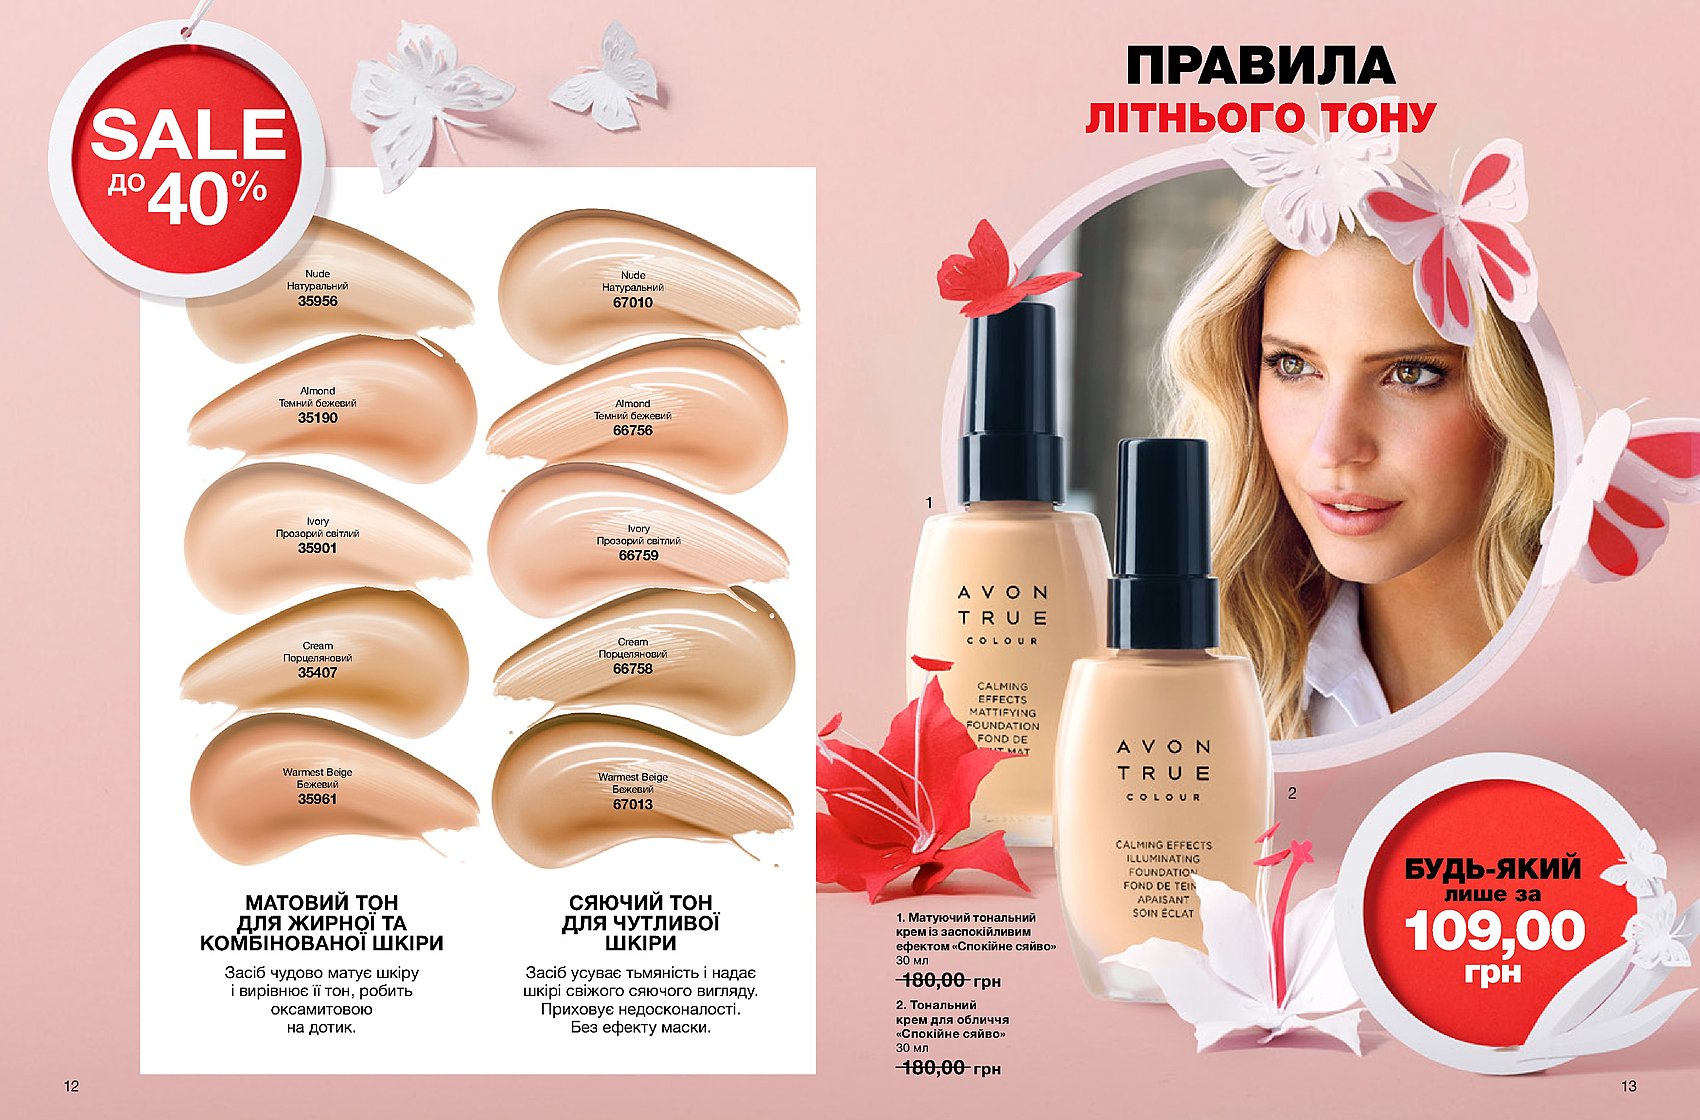 SALE
ДО 40%
Nude
Натуральний
35956
Almond
Темний бежевий
35190
Ivory
Прозорий світлий
35901
Cream
Порцеляновий
35407
Warmest Beige
Бежевий
35961
МАТОВИЙ ТОН
ДЛЯ ЖИРНОЇ ТА
КОМБІНОВАНОЇ ШКІРИ
Засіб чудово матує шкіру
і вирівнює її тон, робить
оксамитовою
на дотик.
Nude
Натуральний
67010
Almond
Темний бежевий
66756
Ivory
Прозорий світлий
66759
Cream
Порцеляновий
66758
Warmest Beige
Бежевий
67013
СЯЮЧИЙ ТОН
ДЛЯ ЧУТЛИВОЇ
ШКІРИ
Засіб усуває тьмяність і надає
шкірі свіжого сяючого вигляду.
Приховує недосконалості.
Без ефекту маски.
12
ПРАВИЛА
ЛІТНЬОГО ТОНУ
1
AVON
TRUE
COLOUR
CALMING
EFFECTS
MATTIFYING
FOUNDATION
FOND DE
MAT
2
AVON
TRUE
COLOUR
CALMING EFFECTS
ILLUMINATING
FOUNDATION
FOND DE TEIN
APAISANT
SOIN ÉCLAT
1. Матуючий тональний
крем із заспокійливим
ефектом «Спокійне сяйво»
30 мл
180,00 грн
2. Тональний
крем для обличчя
«Спокійне сяйво»
30 мл
180,00 грн
БУДЬ-ЯКИЙ
лише за
109,00
грн
13